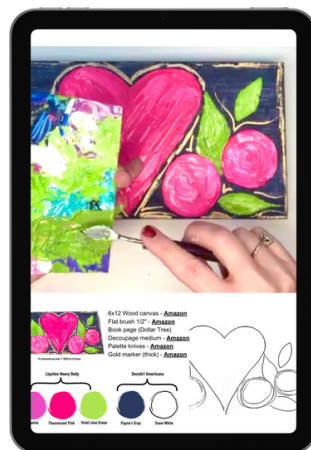 6x12 Wood canvas - Amazon
Flat brush 1/2" - Amazon
Book page (Dollar Tree)
Decoupage medium - Amazon
Palette knives - Amazon
Gold marker (thick) - Amazon
Liquitex Heavy Body
DecoArt Americana
Fluorescent Pink
Vivid Lime Green
Payne's Gray
Snow White